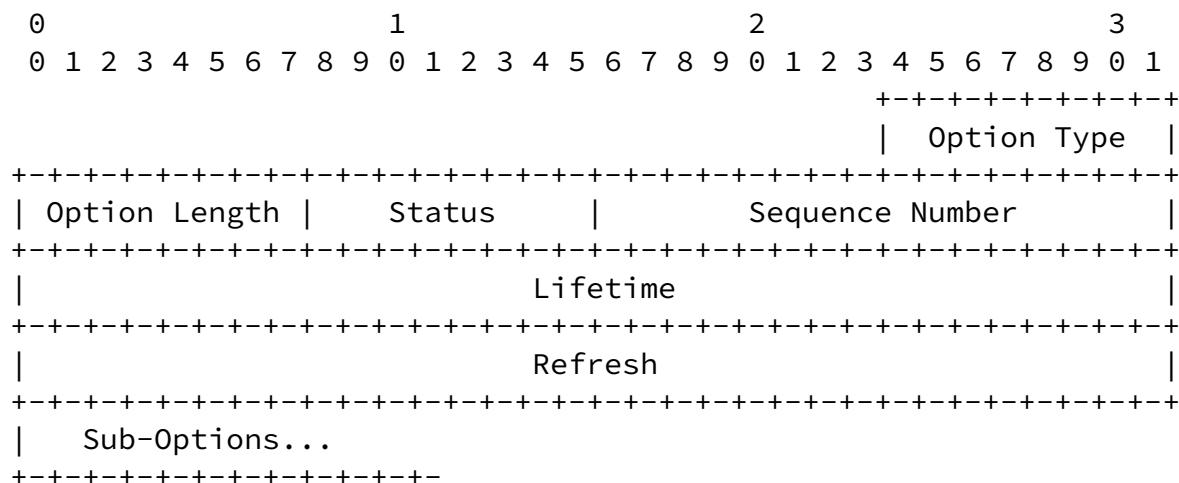 0                   1                   2                   3
 0 1 2 3 4 5 6 7 8 9 0 1 2 3 4 5 6 7 8 9 0 1 2 3 4 5 6 7 8 9 0 1
                                                +-+-+-+-+-+-+-+-+
                                                |  Option Type  |
+-+-+-+-+-+-+-+-+-+-+-+-+-+-+-+-+-+-+-+-+-+-+-+-+-+-+-+-+-+-+-+-+
| Option Length |    Status     |        Sequence Number        |
+-+-+-+-+-+-+-+-+-+-+-+-+-+-+-+-+-+-+-+-+-+-+-+-+-+-+-+-+-+-+-+-+
|                            Lifetime                           |
+-+-+-+-+-+-+-+-+-+-+-+-+-+-+-+-+-+-+-+-+-+-+-+-+-+-+-+-+-+-+-+-+
|                            Refresh                            |
+-+-+-+-+-+-+-+-+-+-+-+-+-+-+-+-+-+-+-+-+-+-+-+-+-+-+-+-+-+-+-+-+
|   Sub-Options...
+-+-+-+-+-+-+-+-+-+-+-+-